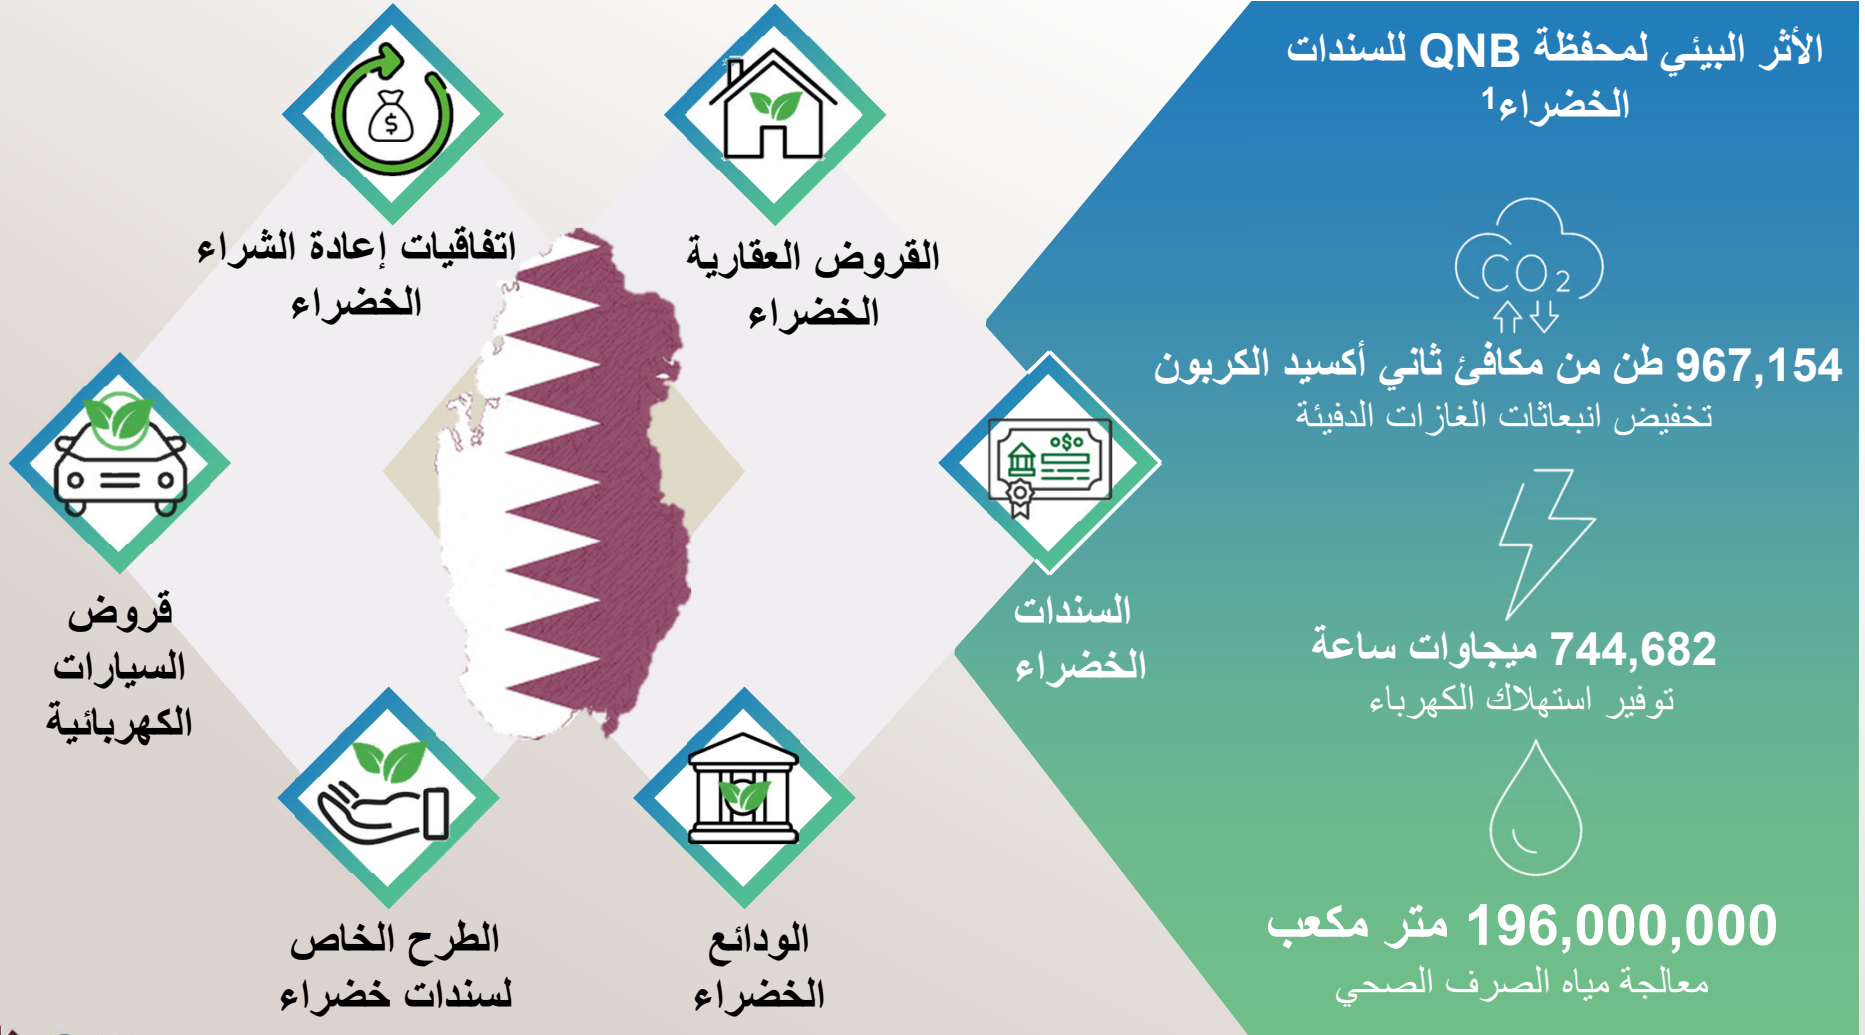 الأثر البيئي لمحفظة QNB للسندات
الخضراء1
CO2
967,154 طن من مكافئ ثاني أكسيد الكربون
تخفيض انبعاثات الغازات الدفيئة
744,682 ميجاوات ساعة
توفير استهلاك الكهرباء
196,000,000 متر مكعب
معالجة مياه الصرف الصحي
السندات
الخضراء
القروض العقارية
الخضراء
اتفاقيات إعادة الشراء
الخضراء
قروض
السيارات
الكهربائية
الطرح الخاص
لسندات خضراء
الودائع
الخضراء